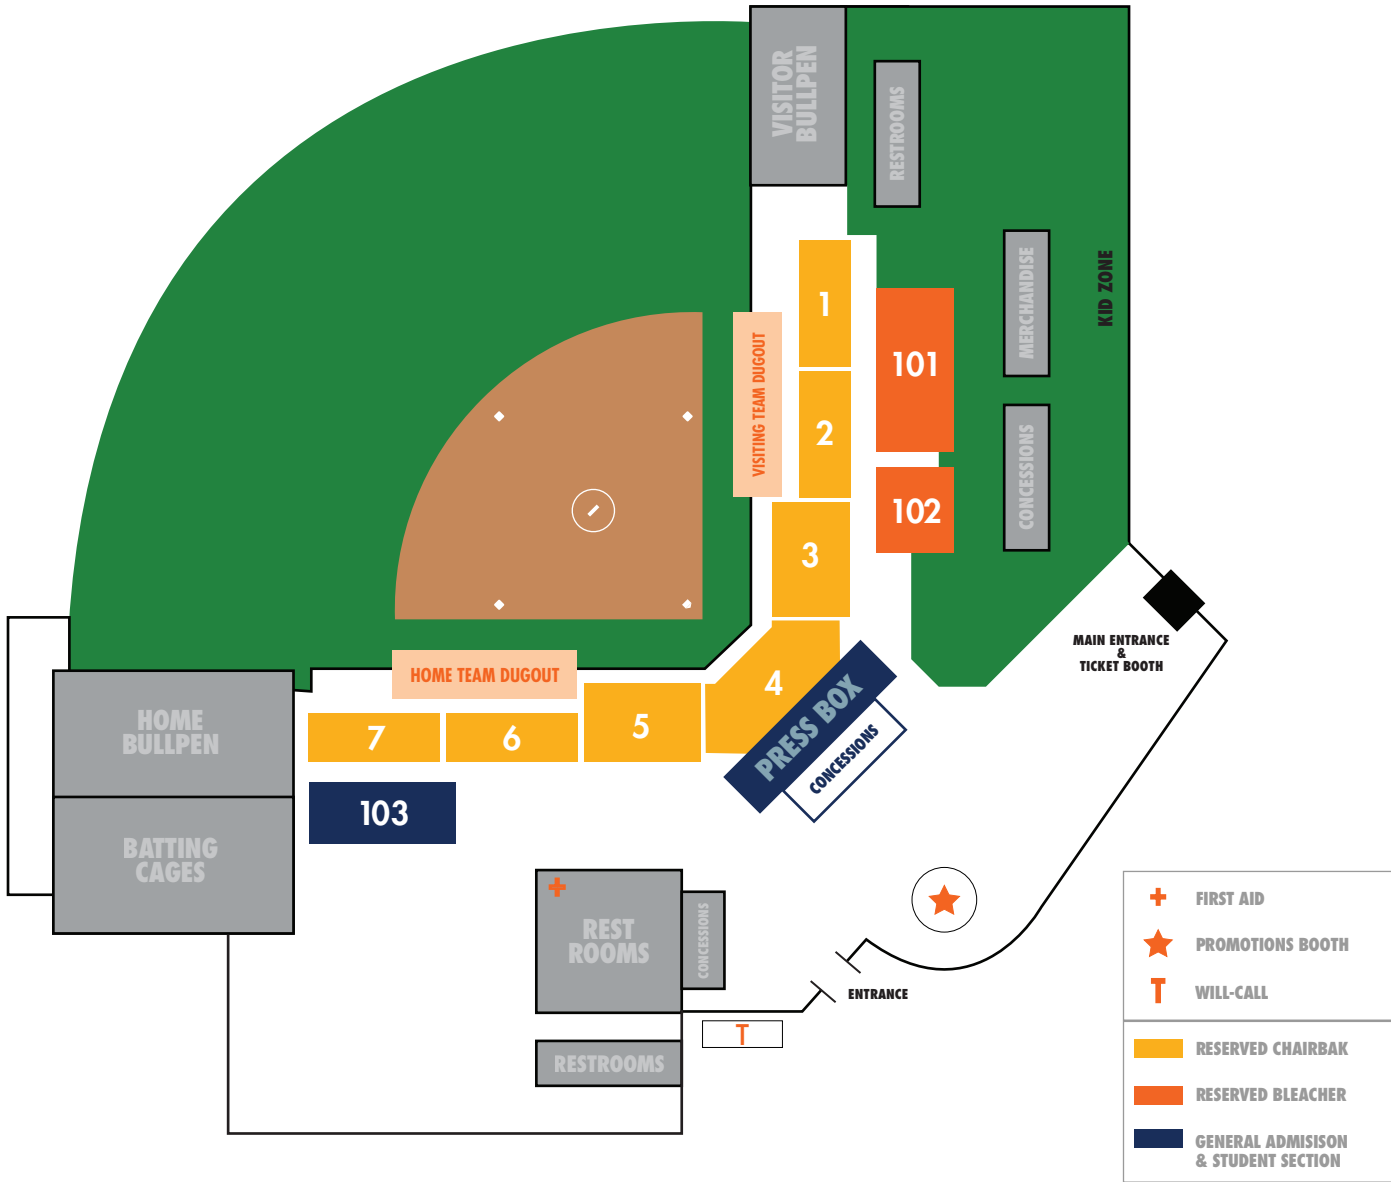 VISITOR
BULLPEN
RESTROOMS
MERCHANDISE
KID ZONE
CONCESSIONS
1
2
3
4
5
6
7
101
102
103
VISITING TEAM DUGOUT
HOME TEAM DUGOUT
PRESS BOX
CONCESSIONS
MAIN ENTRANCE
&
TICKET BOOTH
HOME
BULLPEN
BATTING
CAGES
REST
ROOMS
CONCESSIONS
ENTRANCE
T
RESTROOMS
FIRST AID
PROMOTIONS BOOTH
T WILL-CALL
RESERVED CHAIRBAK
RESERVED BLEACHER
GENERAL ADMISISON
& STUDENT SECTION